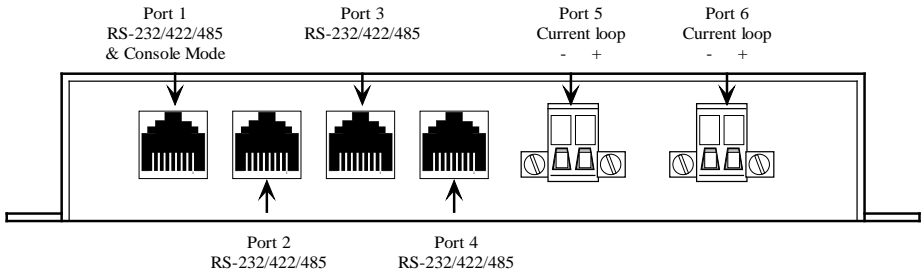 Port 1
RS-232/422/485
& Console Mode
Port 3
RS-232/422/485
Port 5
Current loop
- +
Port 6
Current loop
- +
Port 2
RS-232/422/485
Port 4
RS-232/422/485